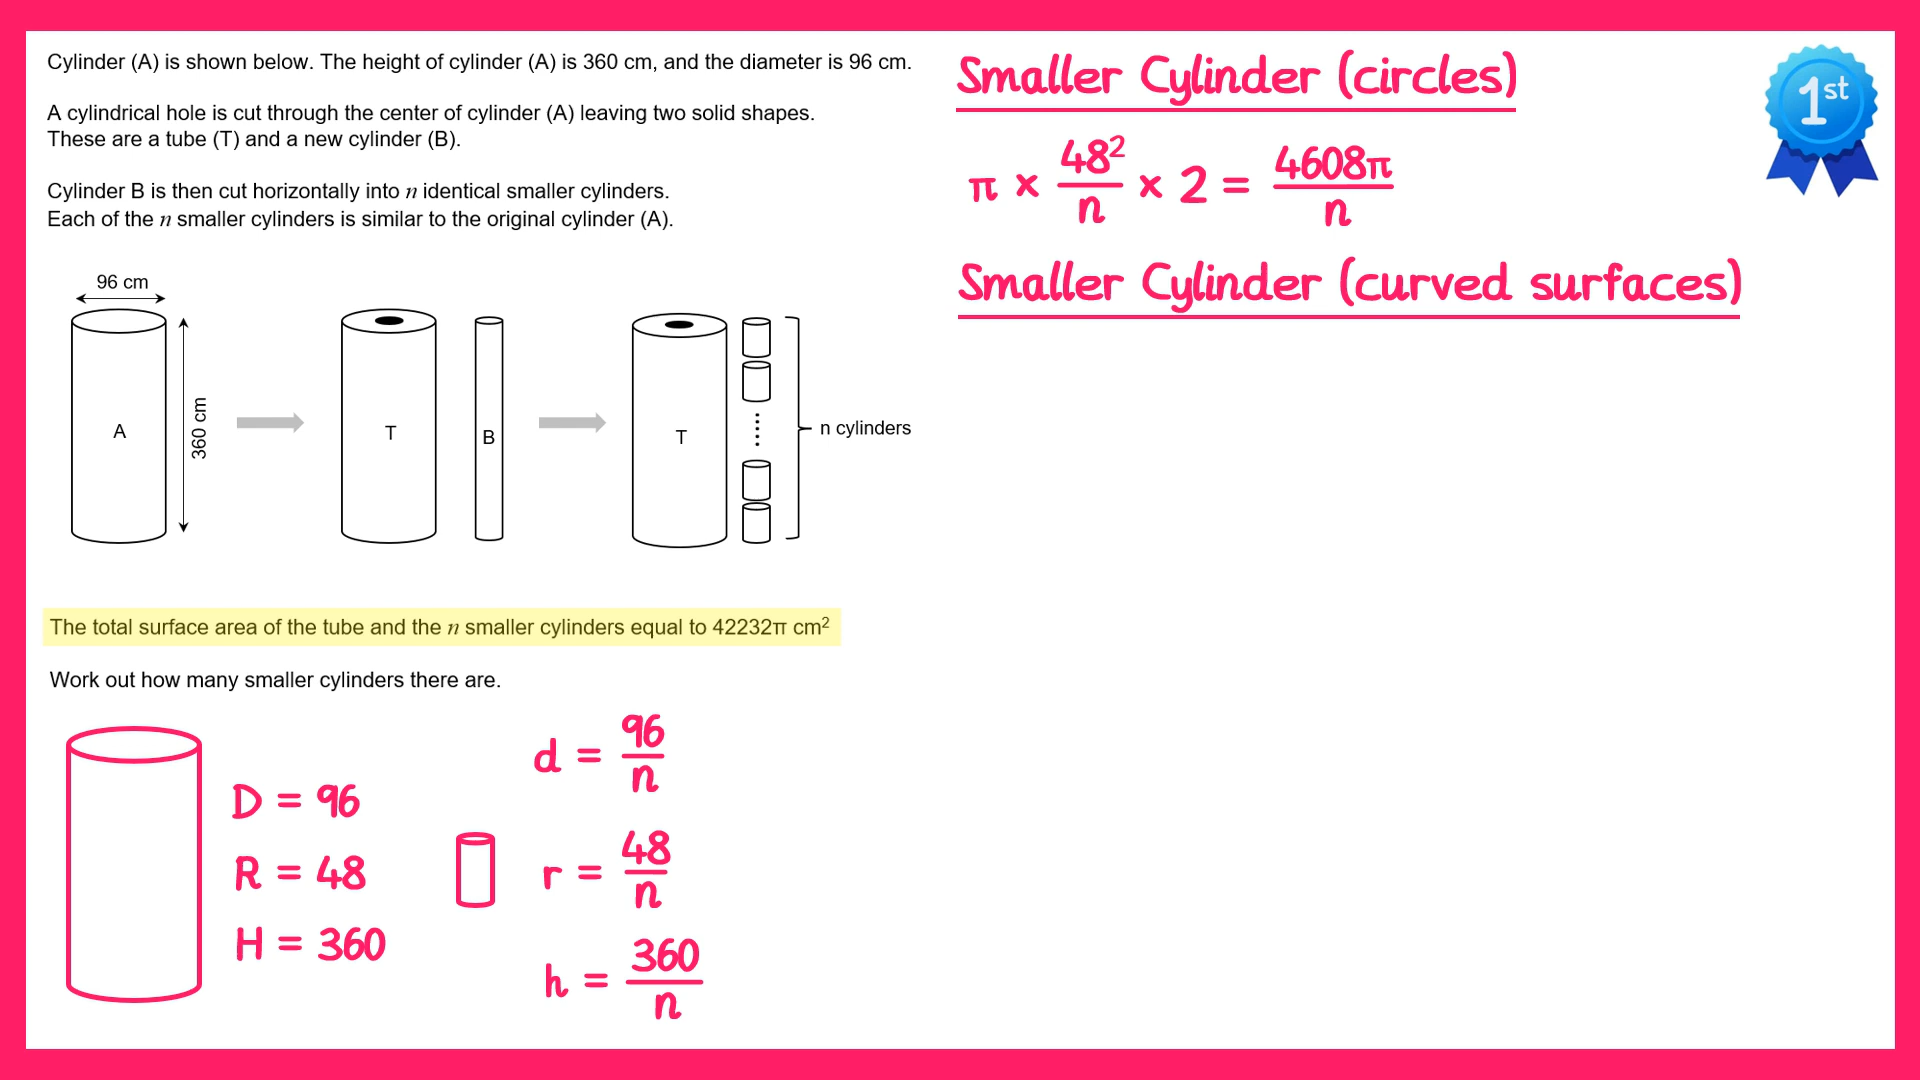 Cylinder (A) is shown below. The height of cylinder (A) is 360 cm, and the diameter is 96 cm.
A cylindrical hole is cut through the center of cylinder (A) leaving two solid shapes.
These are a tube (T) and a new cylinder (B).
Cylinder B is then cut horizontally into n identical smaller cylinders.
Each of the n smaller cylinders is similar to the original cylinder (A).
96 cm
A
360 cm
T
B
T
n cylinders
The total surface area of the tube and the n smaller cylinders equal to 42232π cm²
Work out how many smaller cylinders there are.
D = 96
R = 48
H = 360
d = 96/n
r = 48/n
h = 360/n
Smaller Cylinder (circles)
π × 48²/n × 2 = 4608π/n
Smaller Cylinder (curved surfaces)
1st